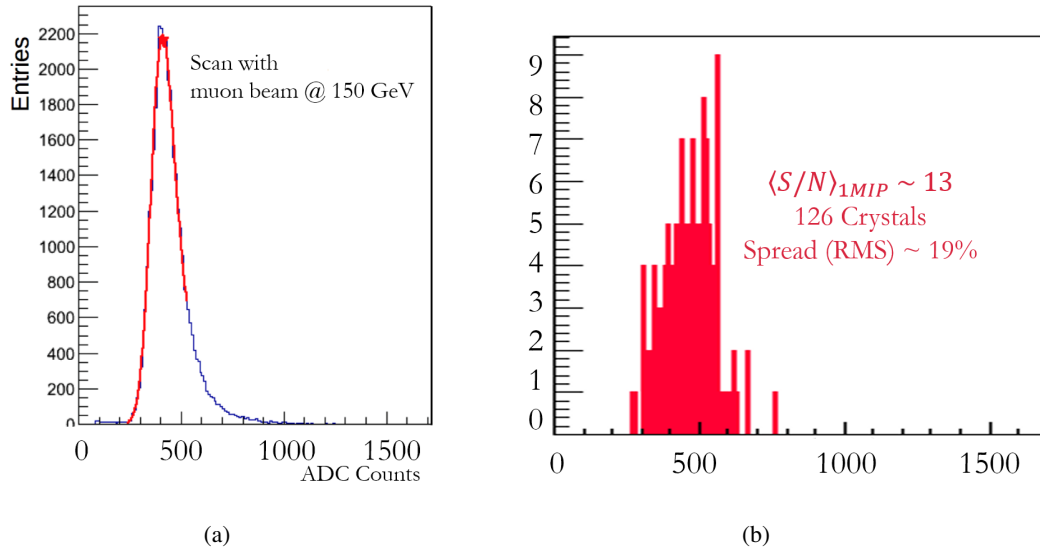 2200
2000
1800
1600
1400
1200
1000
800
600
400
200
0
Entries
Scan with
muon beam @ 150 GeV
0 500 1000 1500
ADC Counts
(a)
9
8
7
6
5
4
3
2
1
0
⟨S/N⟩₁MIP ~ 13
126 Crystals
Spread (RMS) ~ 19%
0 500 1000 1500
(b)